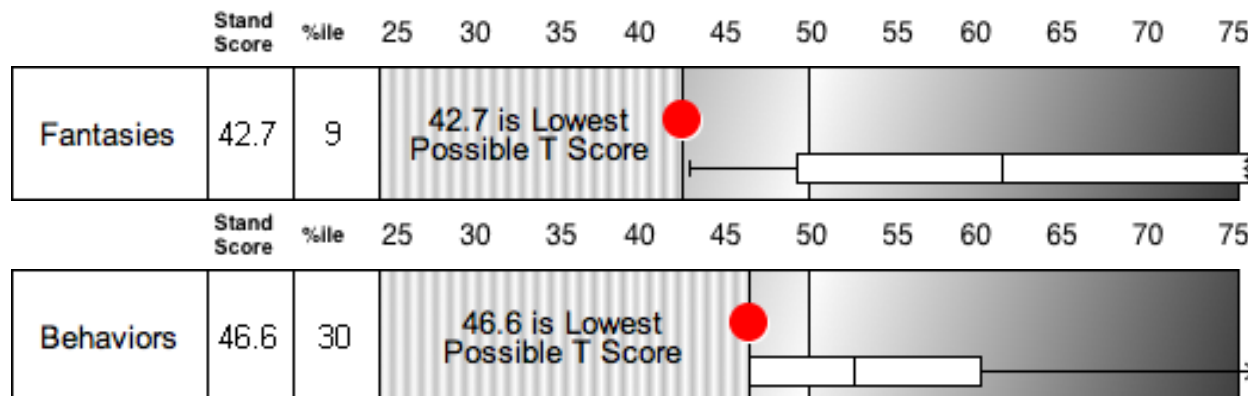 Stand Score %ile 25 30 35 40 45 50 55 60 65 70 75
Fantasies 42.7 9 42.7 is Lowest
Possible T Score
Stand Score %ile 25 30 35 40 45 50 55 60 65 70 75
Behaviors 46.6 30 46.6 is Lowest
Possible T Score